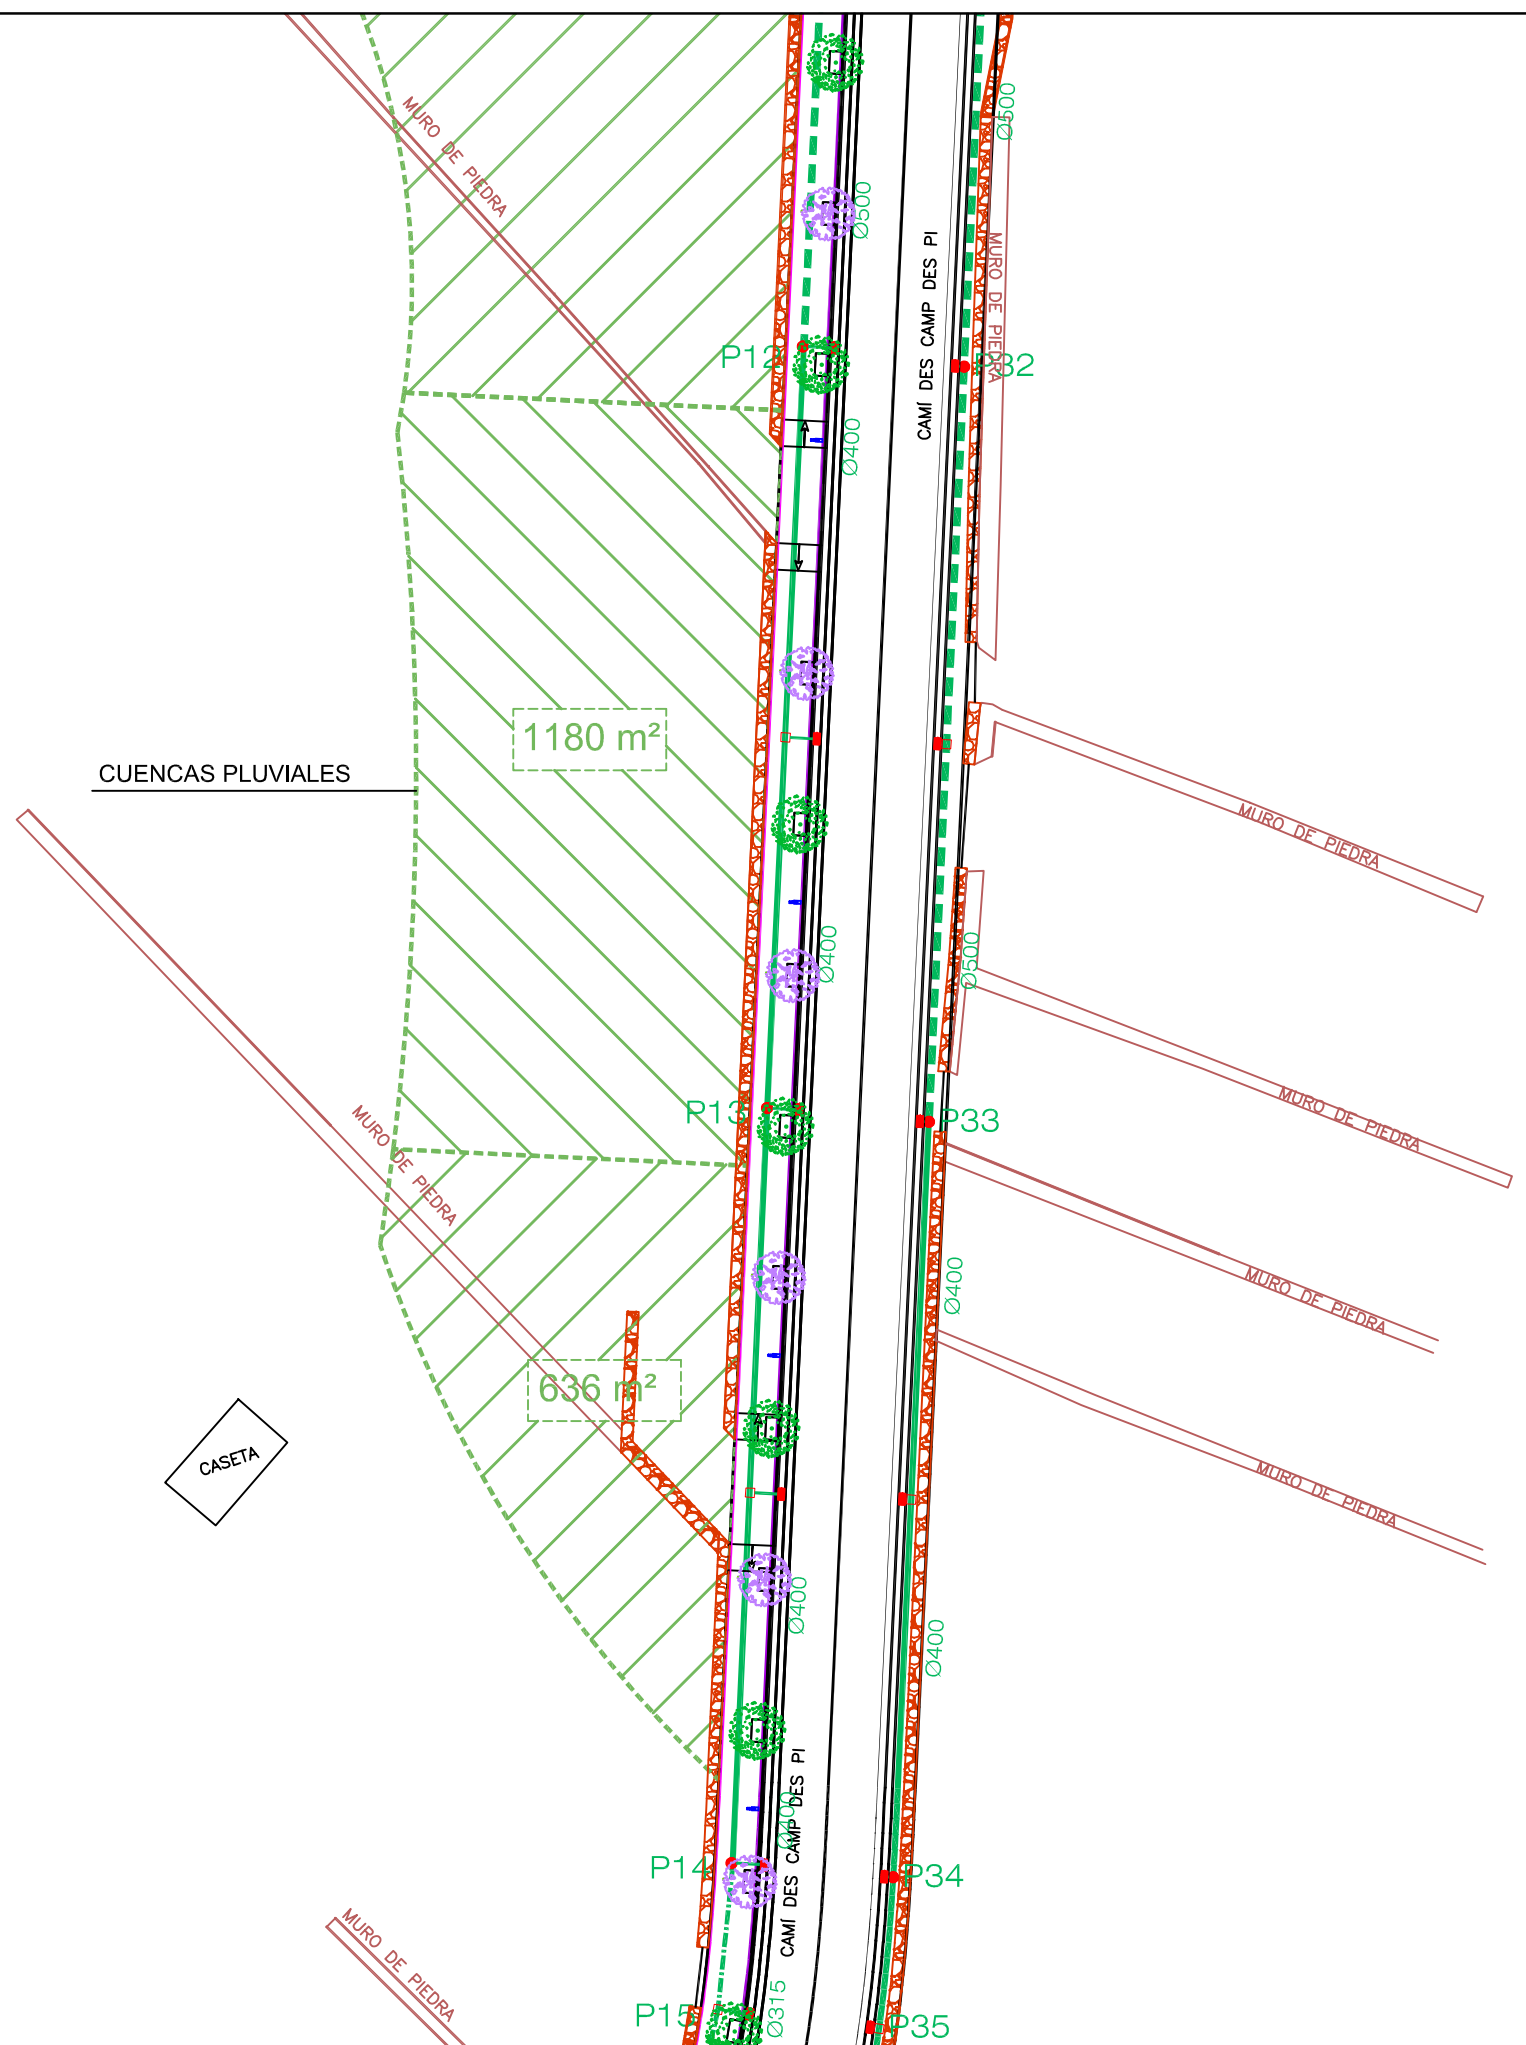 Ø500
MURO DE PIEDRA
Ø500
MURO DE PIEDRA
CAMÍ DES CAMP DES PI
P12
P32
Ø400
1180 m²
CUENCAS PLUVIALES
MURO DE PIEDRA
Ø400
Ø500
P13
P33
MURO DE PIEDRA
MURO DE PIEDRA
Ø400
MURO DE PIEDRA
636 m²
CASETA
MURO DE PIEDRA
Ø400
Ø400
CAMÍ DES CAMP DES PI
Ø400
P14
P34
MURO DE PIEDRA
Ø315
P15
P35